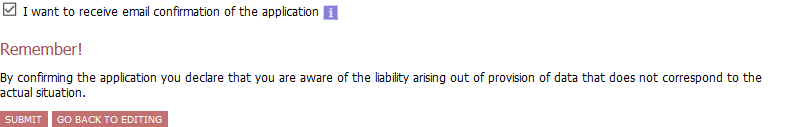 I want to receive email confirmation of the application i
Remember!
By confirming the application you declare that you are aware of the liability arising out of provision of data that does not correspond to the
actual situation.
SUBMIT GO BACK TO EDITING